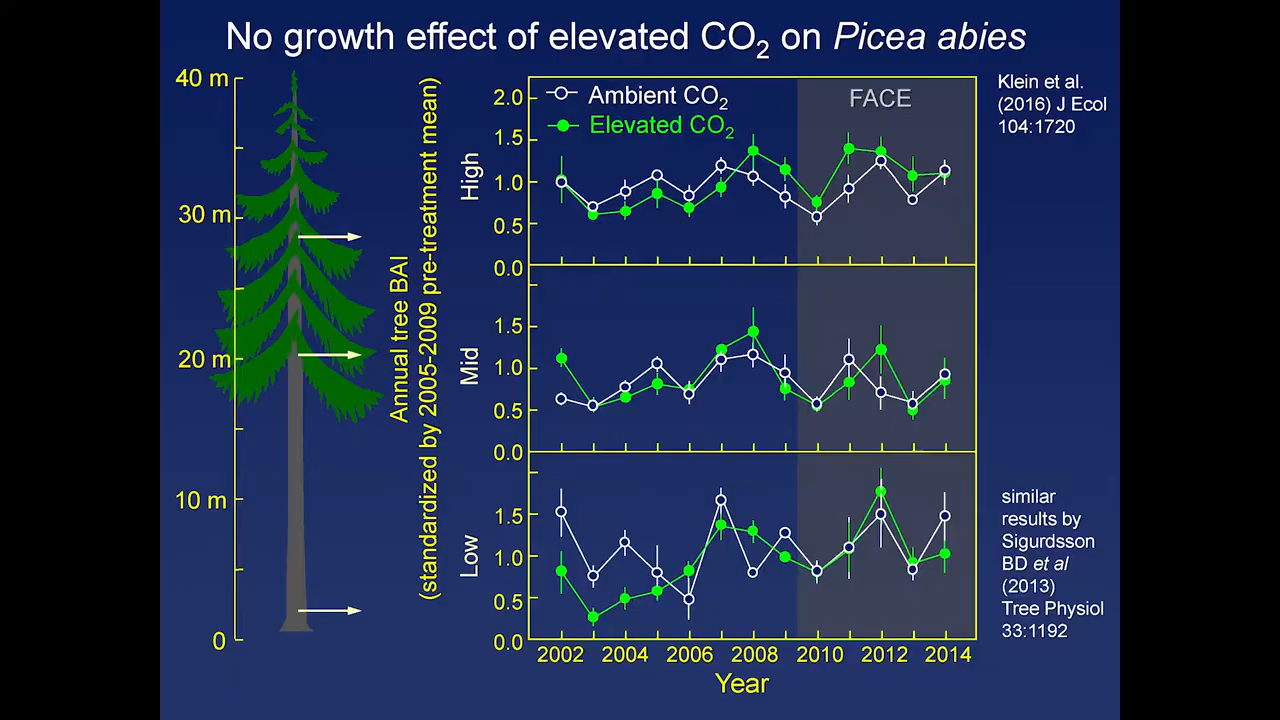 No growth effect of elevated CO₂ on Picea abies
40 m
30 m
20 m
10 m
0
Annual tree BAI
(standardized by 2005-2009 pre-treatment mean)
High
2.0
1.5
1.0
0.5
0.0
Ambient CO₂
Elevated CO₂
FACE
Mid
1.5
1.0
0.5
0.0
Low
1.5
1.0
0.5
0.0
2002 2004 2006 2008 2010 2012 2014
Year
Klein et al.
(2016) J Ecol
104:1720
similar
results by
Sigurdsson
BD et al
(2013)
Tree Physiol
33:1192